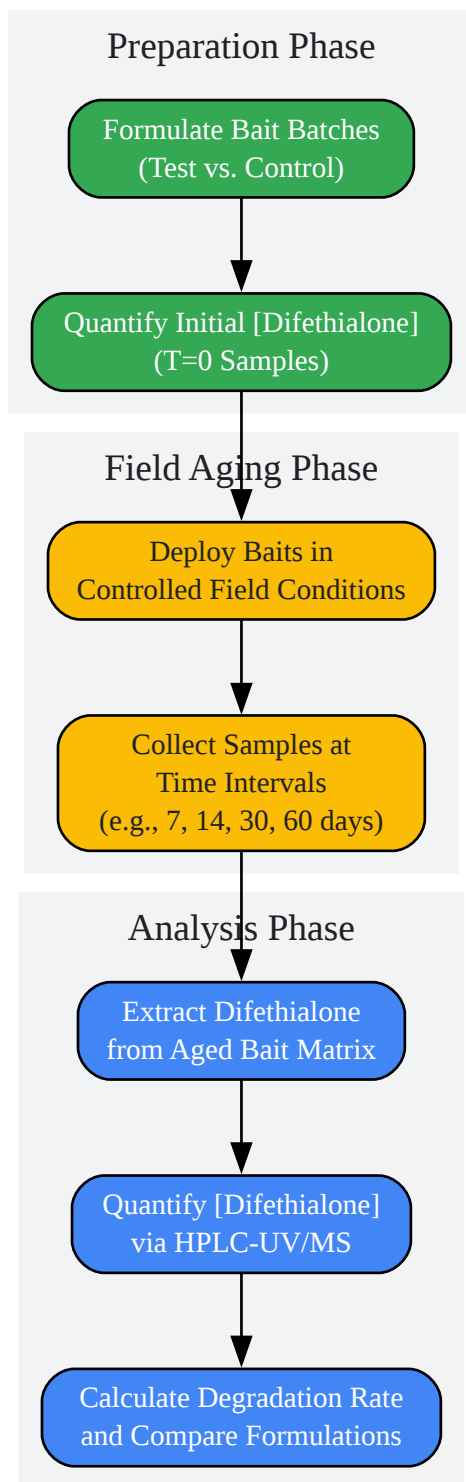 Preparation Phase
Formulate Bait Batches
(Test vs. Control)
Quantify Initial [Difethialone]
(T=0 Samples)
Field Aging Phase
Deploy Baits in
Controlled Field Conditions
Collect Samples at
Time Intervals
(e.g., 7, 14, 30, 60 days)
Analysis Phase
Extract Difethialone
from Aged Bait Matrix
Quantify [Difethialone]
via HPLC-UV/MS
Calculate Degradation Rate
and Compare Formulations